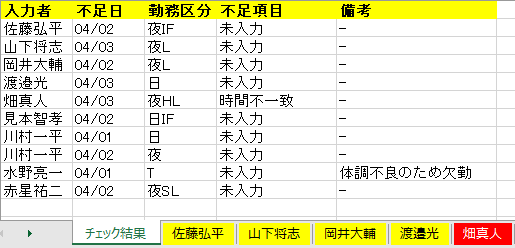 入力者 不足日 勤務区分 不足項目 備考
佐藤弘平 04/02 夜IF 未入力 -
山下将志 04/03 夜L 未入力 -
岡井大輔 04/02 夜L 未入力 -
渡邉光 04/03 日 未入力 -
畑真人 04/03 夜HL 時間不一致 -
見本智孝 04/02 日IF 未入力 -
川村一平 04/01 日 未入力 -
川村一平 04/02 夜 未入力 -
水野亮一 04/01 T 未入力 体調不良のため欠勤
赤星祐二 04/02 夜SL 未入力 -
チェック結果 佐藤弘平 山下将志 岡井大輔 渡邉光 畑真人